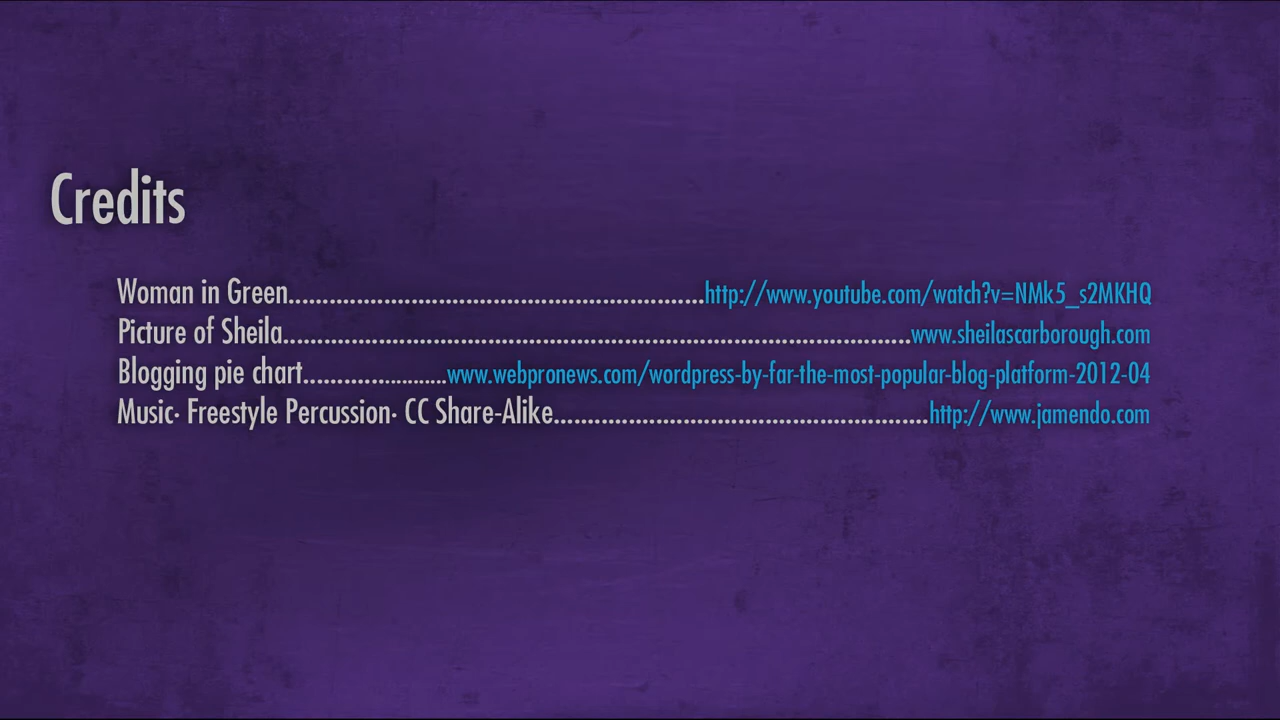 Credits
Woman in Green...................................................................http://www.youtube.com/watch?v=NMk5_s2MKHQ
Picture of Sheila.....................................................................................................www.sheilascarborough.com
Blogging pie chart.........................www.webpronews.com/wordpress-by-far-the-most-popular-blog-platform-2012-04
Music· Freestyle Percussion· CC Share-Alike............................................................http://www.jamendo.com